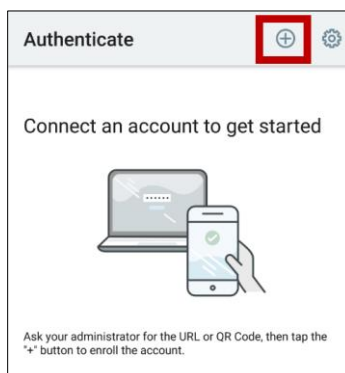 Authenticate
Connect an account to get started
Ask your administrator for the URL or QR Code, then tap the
"+" button to enroll the account.